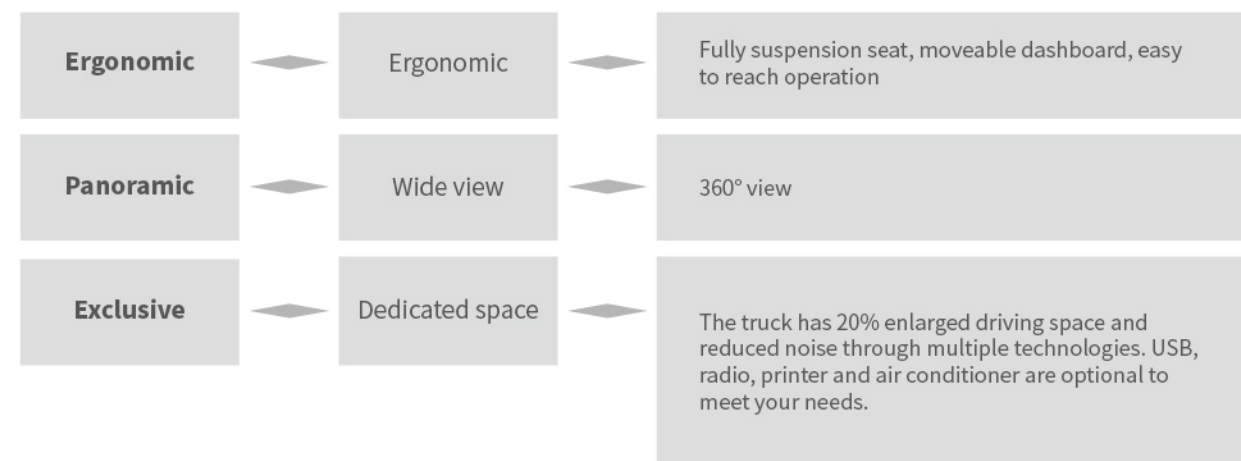 Ergonomic
Ergonomic
Fully suspension seat, moveable dashboard, easy
to reach operation
Panoramic
Wide view
360° view
Exclusive
Dedicated space
The truck has 20% enlarged driving space and
reduced noise through multiple technologies. USB,
radio, printer and air conditioner are optional to
meet your needs.